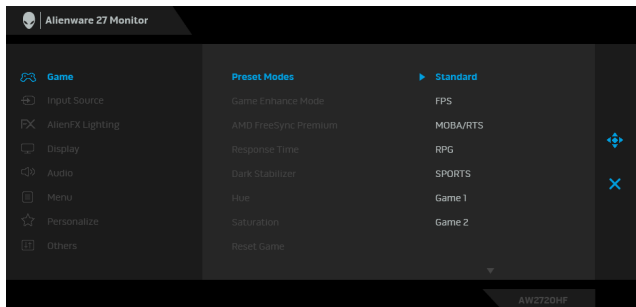 Alienware 27 Monitor
Game Preset Modes Standard
Input Source Game Enhance Mode FPS
AlienFX Lighting AMD FreeSync Premium MOBA/RTS
Display Response Time RPG
Audio Dark Stabilizer SPORTS
Menu Hue Game 1
Personalize Saturation Game 2
Others Reset Game
AW2720HF